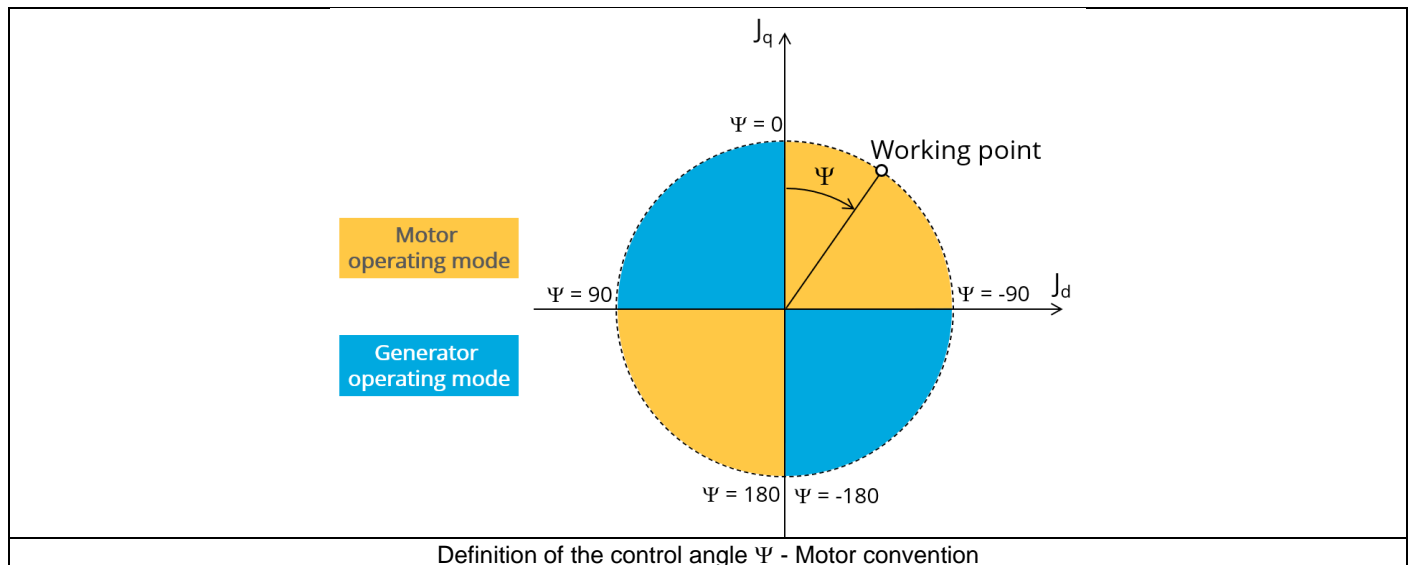 Jq
Ψ = 0
Working point
Ψ
Motor
operating mode
Ψ = 90
Ψ = -90
Jd
Generator
operating mode
Ψ = 180
Ψ = -180
Definition of the control angle Ψ - Motor convention